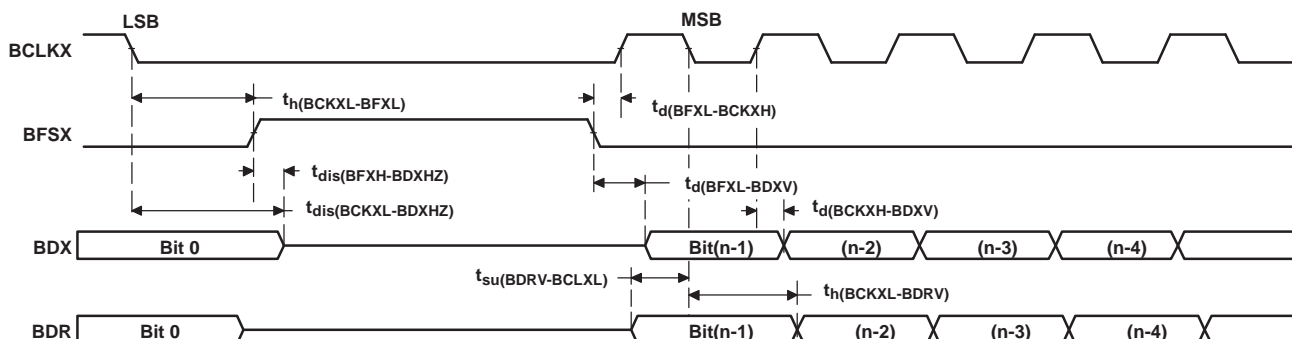 LSB MSB
BCLKX
th(BCKXL-BFXL) td(BFXL-BCKXH)
BFSX
tdis(BFXH-BDXHZ) td(BFXL-BDXV)
tdis(BCKXL-BDXHZ) td(BCKXH-BDXV)
BDX Bit 0 Bit(n-1) (n-2) (n-3) (n-4)
tsu(BDRV-BCLXL) th(BCKXL-BDRV)
BDR Bit 0 Bit(n-1) (n-2) (n-3) (n-4)